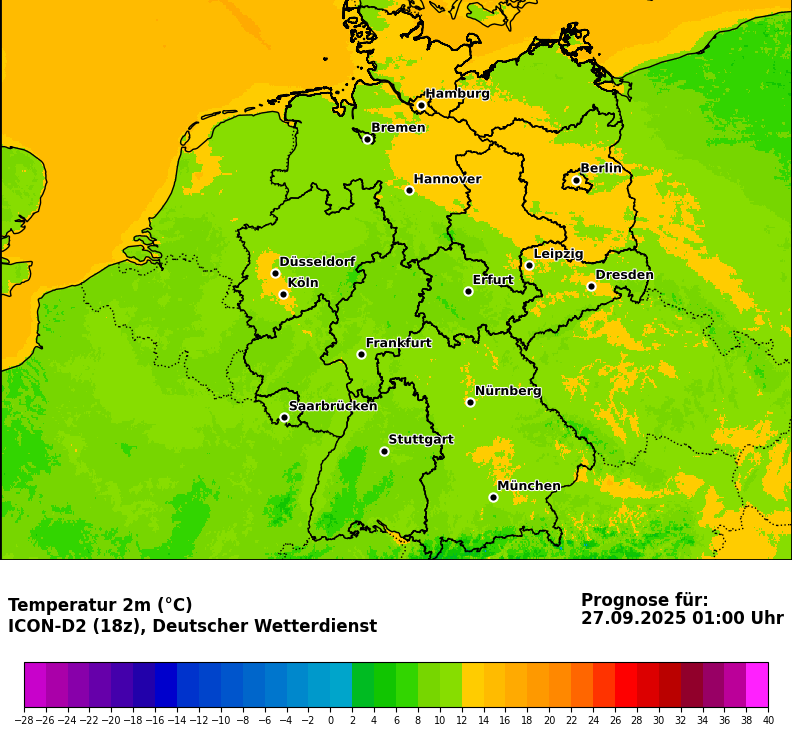 Hamburg
Bremen
Berlin
Hannover
Leipzig
Düsseldorf
Dresden
Köln
Erfurt
Frankfurt
Nürnberg
Saarbrücken
Stuttgart
München
Temperatur 2m (°C)
ICON-D2 (18z), Deutscher Wetterdienst
Prognose für:
27.09.2025 01:00 Uhr
−28 −26 −24 −22 −20 −18 −16 −14 −12 −10 −8 −6 −4 −2 0 2 4 6 8 10 12 14 16 18 20 22 24 26 28 30 32 34 36 38 40